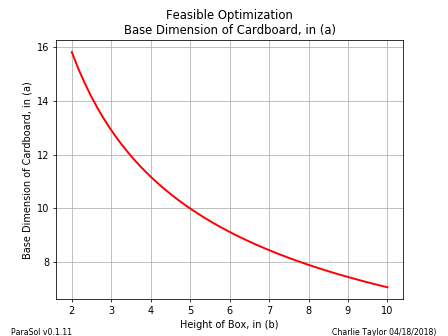 Feasible Optimization
Base Dimension of Cardboard, in (a)
16
14
12
10
8
Base Dimension of Cardboard, in (a)
2 3 4 5 6 7 8 9 10
Height of Box, in (b)
ParaSol v0.1.11
Charlie Taylor 04/18/2018)